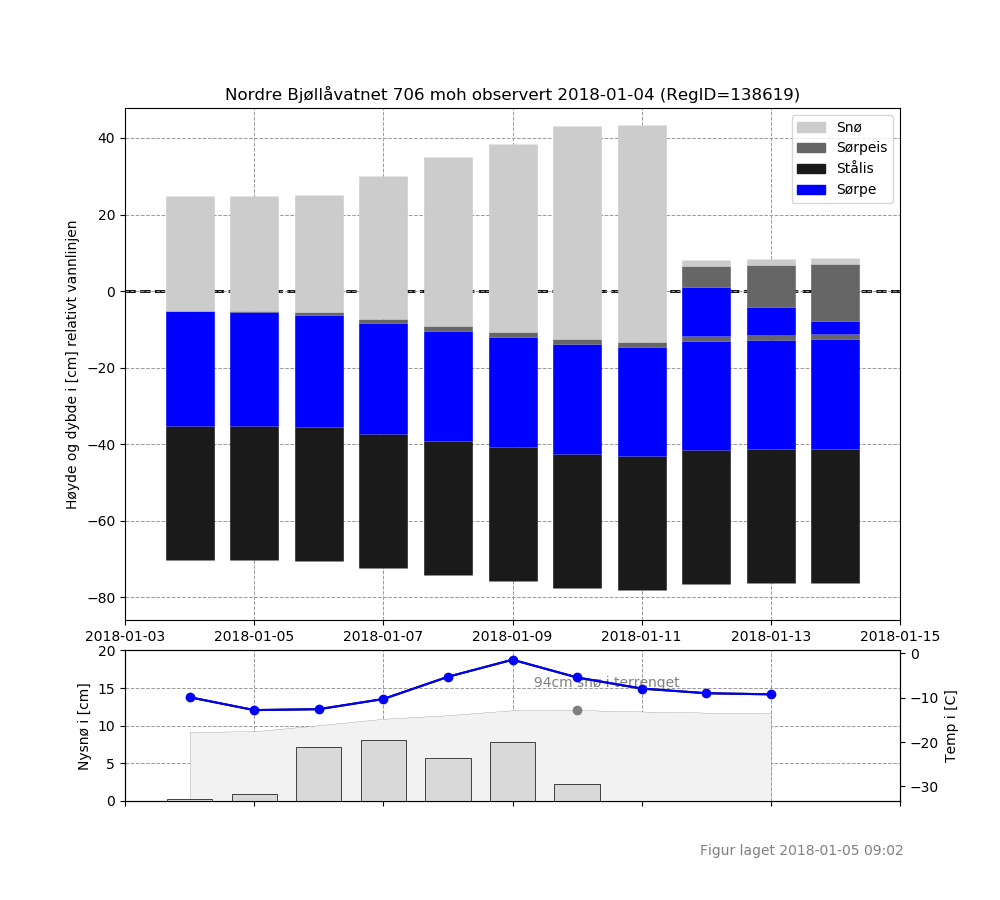 Nordre Bjøllåvatnet 706 moh observert 2018-01-04 (RegID=138619)
Høyde og dybde i [cm] relativt vannlinjen
40
20
0
−20
−40
−60
−80
Snø
Sørpeis
Stålis
Sørpe
2018-01-03 2018-01-05 2018-01-07 2018-01-09 2018-01-11 2018-01-13 2018-01-15
Nysnø i [cm]
20
15
10
5
0
94cm snø i terrenget
0
−10
−20
−30
Temp i [C]
Figur laget 2018-01-05 09:02